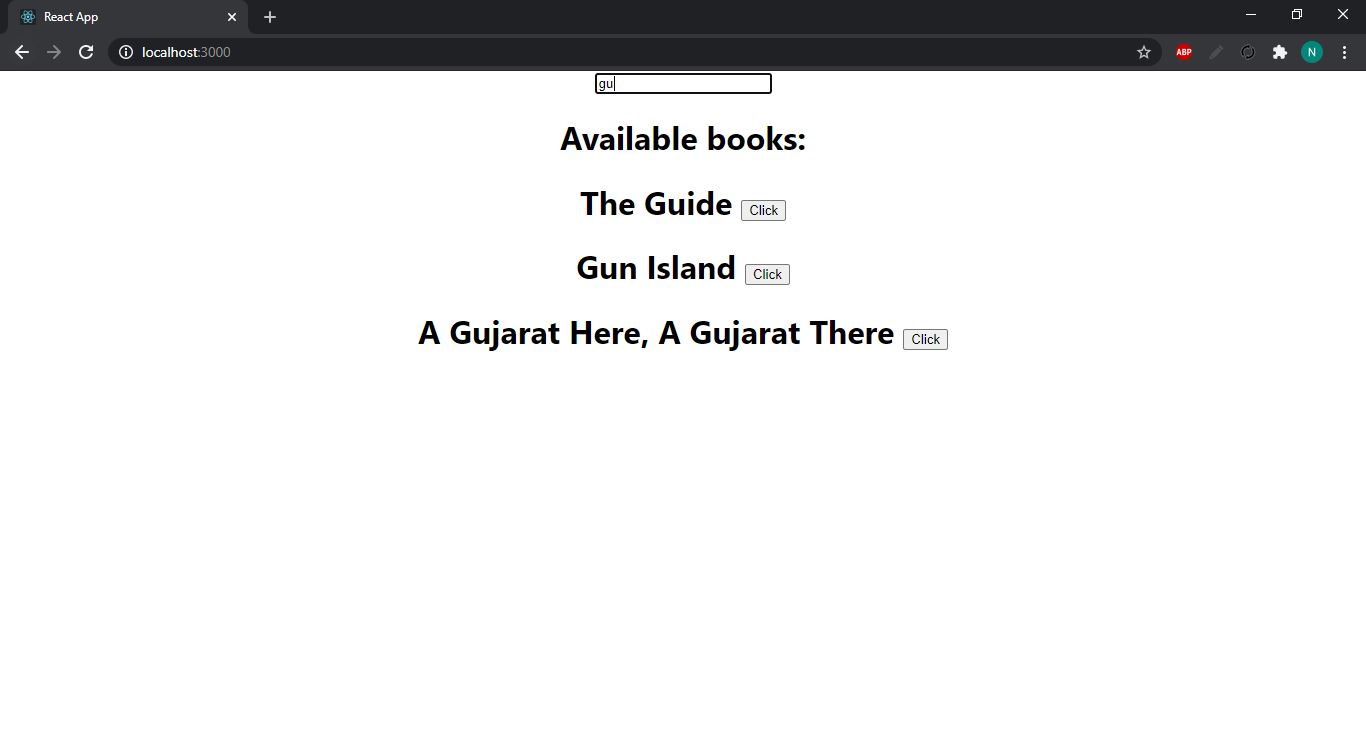 React App
localhost:3000
ABP
N
gu
Available books:
The Guide Click
Gun Island Click
A Gujarat Here, A Gujarat There Click